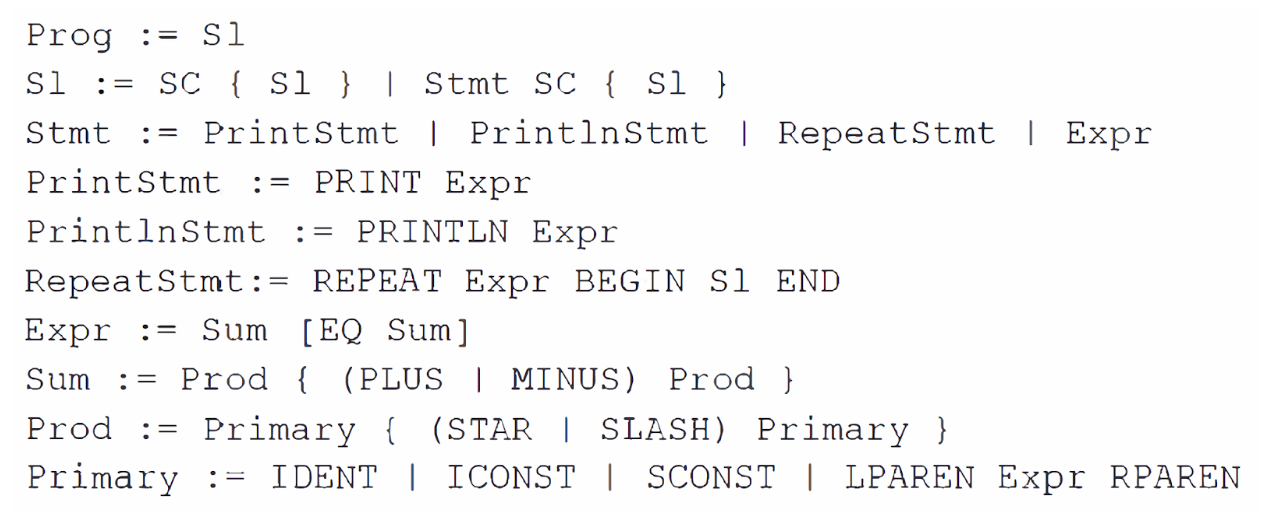 Prog := Sl
Sl := SC { Sl } | Stmt SC { Sl }
Stmt := PrintStmt | PrintlnStmt | RepeatStmt | Expr
PrintStmt := PRINT Expr
PrintlnStmt := PRINTLN Expr
RepeatStmt:= REPEAT Expr BEGIN Sl END
Expr := Sum [EQ Sum]
Sum := Prod { (PLUS | MINUS) Prod }
Prod := Primary { (STAR | SLASH) Primary }
Primary := IDENT | ICONST | SCONST | LPAREN Expr RPAREN